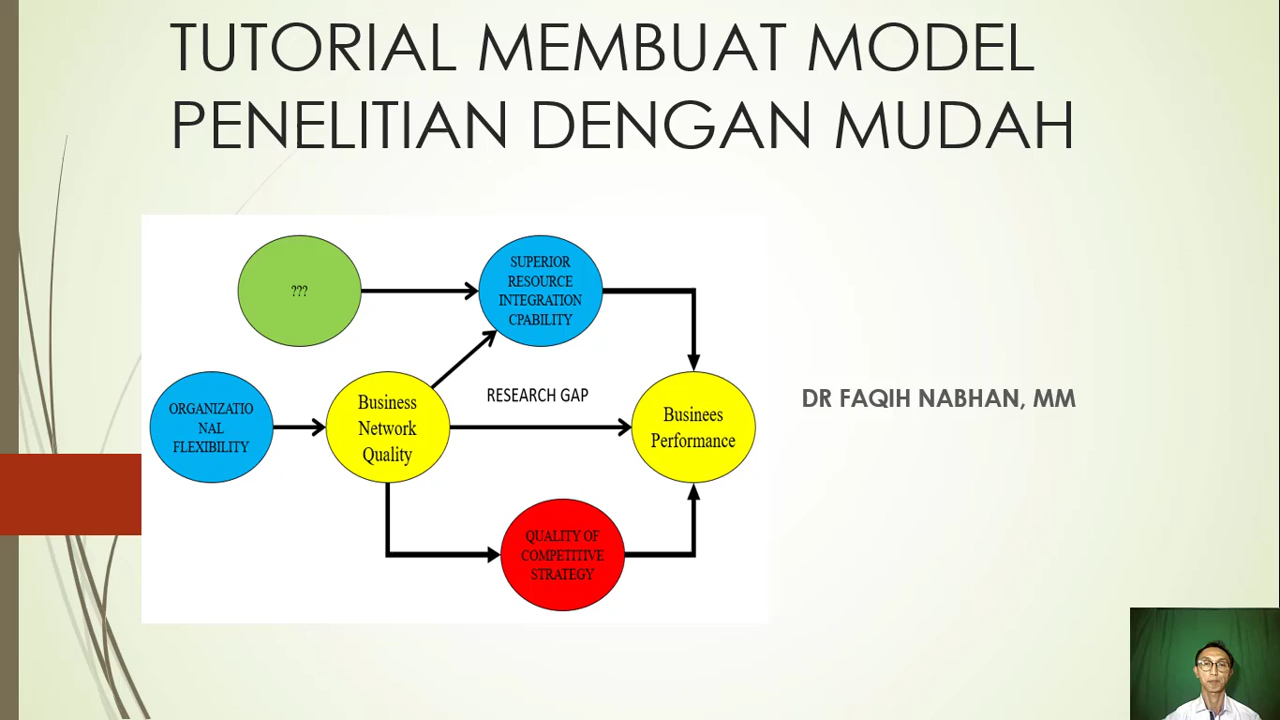 TUTORIAL MEMBUAT MODEL
PENELITIAN DENGAN MUDAH
???
SUPERIOR
RESOURCE
INTEGRATION
CPABILITY
ORGANIZATIO
NAL
FLEXIBILITY
Business
Network
Quality
RESEARCH GAP
Businees
Performance
QUALITY OF
COMPETITIVE
STRATEGY
DR FAQIH NABHAN, MM